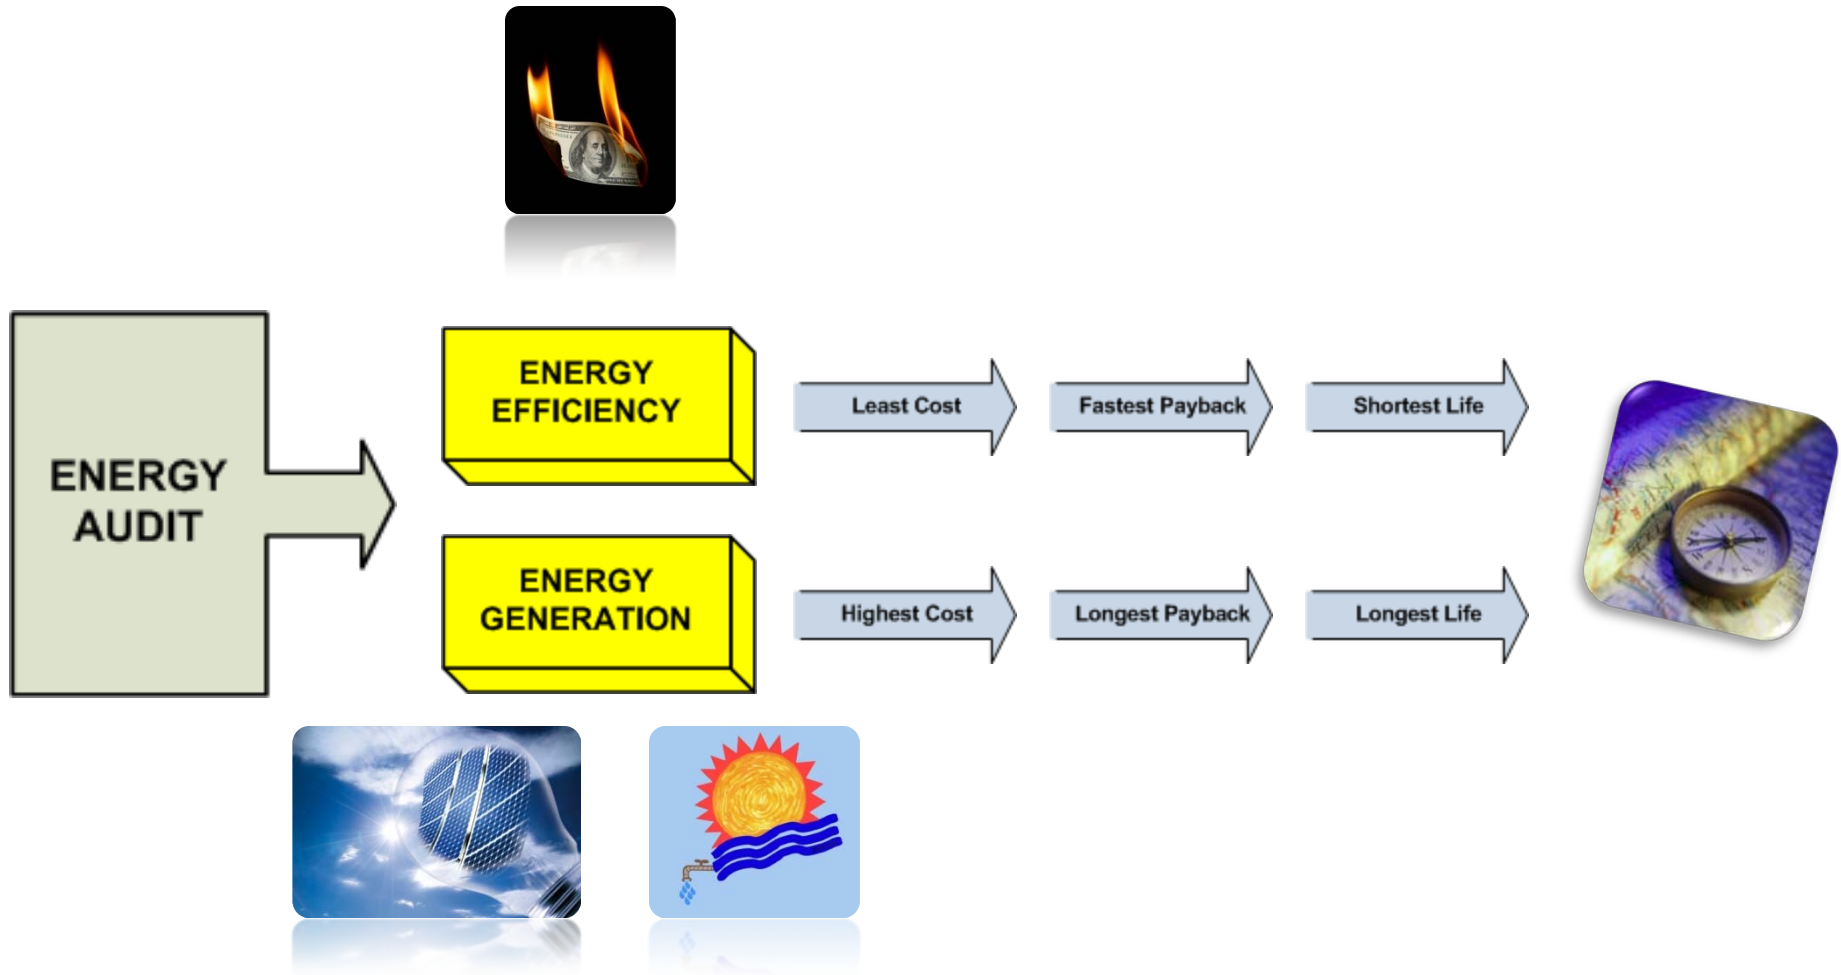 ENERGY
AUDIT
ENERGY
EFFICIENCY
Least Cost
Fastest Payback
Shortest Life
ENERGY
GENERATION
Highest Cost
Longest Payback
Longest Life